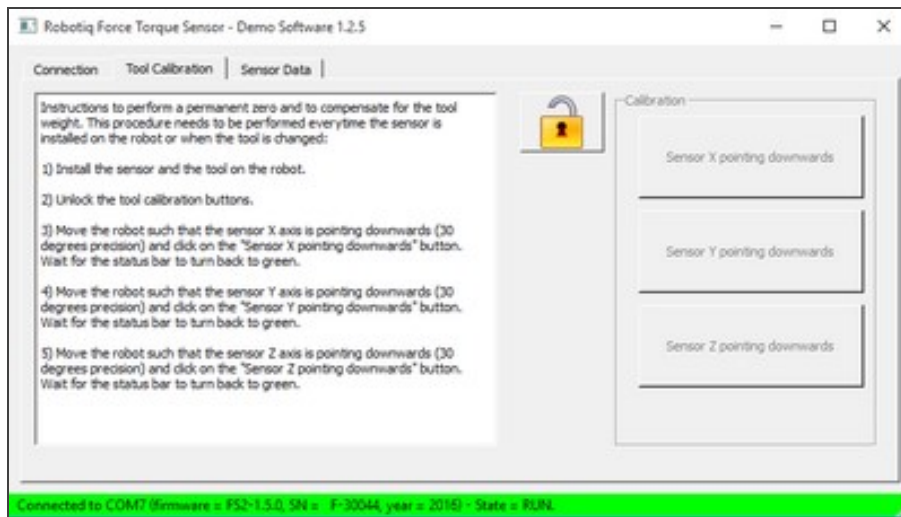 Robotiq Force Torque Sensor - Demo Software 1.2.5
Connection Tool Calibration Sensor Data
Instructions to perform a permanent zero and to compensate for the tool
weight. This procedure needs to be performed everytime the sensor is
installed on the robot or when the tool is changed:
1) Install the sensor and the tool on the robot.
2) Unlock the tool calibration buttons.
3) Move the robot such that the sensor X axis is pointing downwards (30
degrees precision) and click on the "Sensor X pointing downwards" button.
Wait for the status bar to turn back to green.
4) Move the robot such that the sensor Y axis is pointing downwards (30
degrees precision) and click on the "Sensor Y pointing downwards" button.
Wait for the status bar to turn back to green.
5) Move the robot such that the sensor Z axis is pointing downwards (30
degrees precision) and click on the "Sensor Z pointing downwards" button.
Wait for the status bar to turn back to green.
Calibration
Sensor X pointing downwards
Sensor Y pointing downwards
Sensor Z pointing downwards
Connected to COM7 (firmware = FS2-1.5.0, SN = F-30044, year = 2016) - State = RUN.